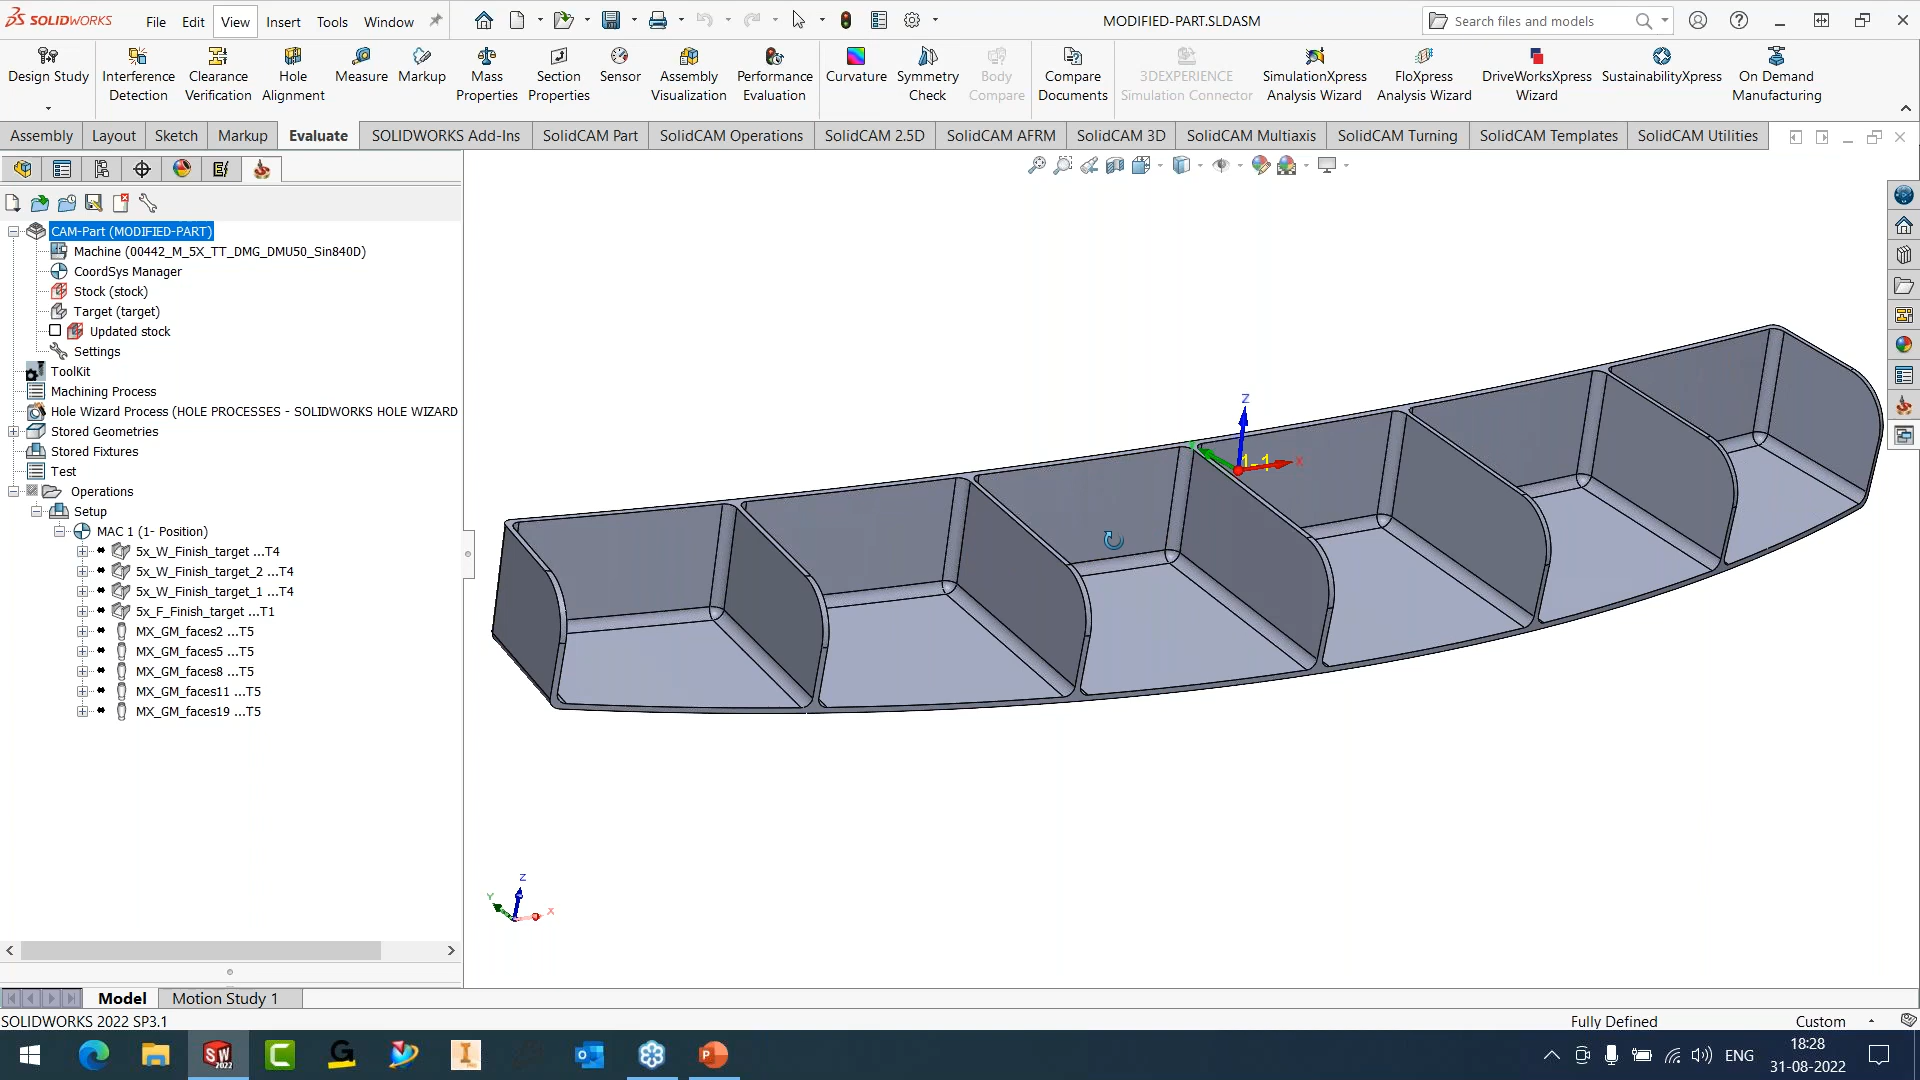 SOLIDWORKS File Edit View Insert Tools Window MODIFIED-PART.SLDASM Search files and models
Design Study
Interference Detection
Clearance Verification
Hole Alignment
Measure
Markup
Mass Properties
Section Properties
Sensor
Assembly Visualization
Performance Evaluation
Curvature
Symmetry Check
Body Compare
Compare Documents
3DEXPERIENCE Simulation Connector
SimulationXpress Analysis Wizard
FloXpress Analysis Wizard
DriveWorksXpress Wizard
SustainabilityXpress
On Demand Manufacturing
Assembly Layout Sketch Markup Evaluate SOLIDWORKS Add-Ins SolidCAM Part SolidCAM Operations SolidCAM 2.5D SolidCAM AFRM SolidCAM 3D SolidCAM Multiaxis SolidCAM Turning SolidCAM Templates SolidCAM Utilities
CAM-Part (MODIFIED-PART)
Machine (00442_M_5X_TT_DMG_DMU50_Sin840D)
CoordSys Manager
Stock (stock)
Target (target)
Updated stock
Settings
ToolKit
Machining Process
Hole Wizard Process (HOLE PROCESSES - SOLIDWORKS HOLE WIZARD
Stored Geometries
Stored Fixtures
Test
Operations
Setup
MAC 1 (1- Position)
5x_W_Finish_target ...T4
5x_W_Finish_target_2 ...T4
5x_W_Finish_target_1 ...T4
5x_F_Finish_target ...T1
MX_GM_faces2 ...T5
MX_GM_faces5 ...T5
MX_GM_faces8 ...T5
MX_GM_faces11 ...T5
MX_GM_faces19 ...T5
Z
1-1
X
Z
Y
X
Model Motion Study 1
SOLIDWORKS 2022 SP3.1 Fully Defined Custom
SW 2022
ENG
18:28
31-08-2022